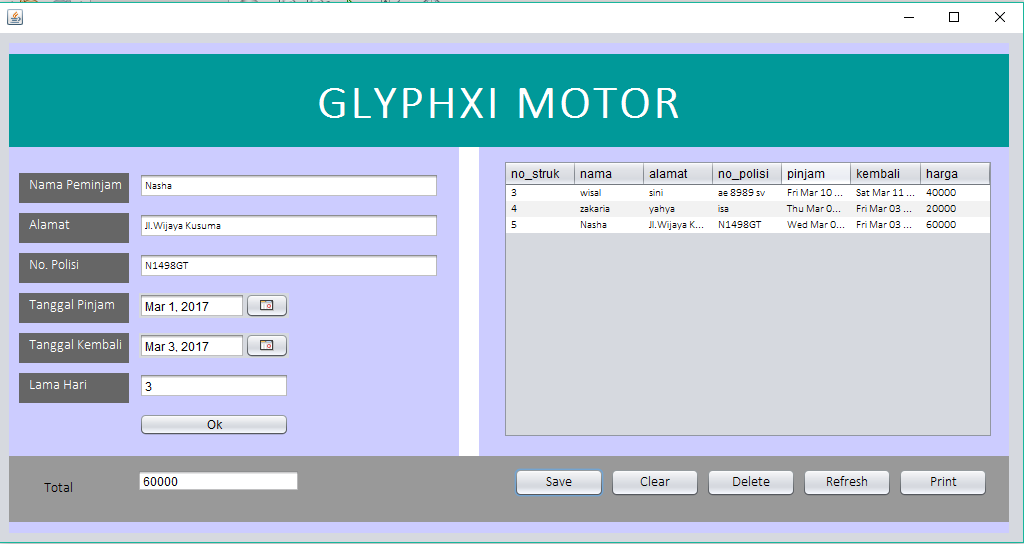 GLYPHXI MOTOR
Nama Peminjam Nasha
Alamat Jl.Wijaya Kusuma
No. Polisi N1498GT
Tanggal Pinjam Mar 1, 2017
Tanggal Kembali Mar 3, 2017
Lama Hari 3
Ok
no_struk nama alamat no_polisi pinjam kembali harga
3 wisal sini ae 8989 sv Fri Mar 10 ... Sat Mar 11 ... 40000
4 zakaria yahya isa Thu Mar 0... Fri Mar 03 ... 20000
5 Nasha Jl.Wijaya K... N1498GT Wed Mar 0... Fri Mar 03 ... 60000
Total 60000
Save Clear Delete Refresh Print